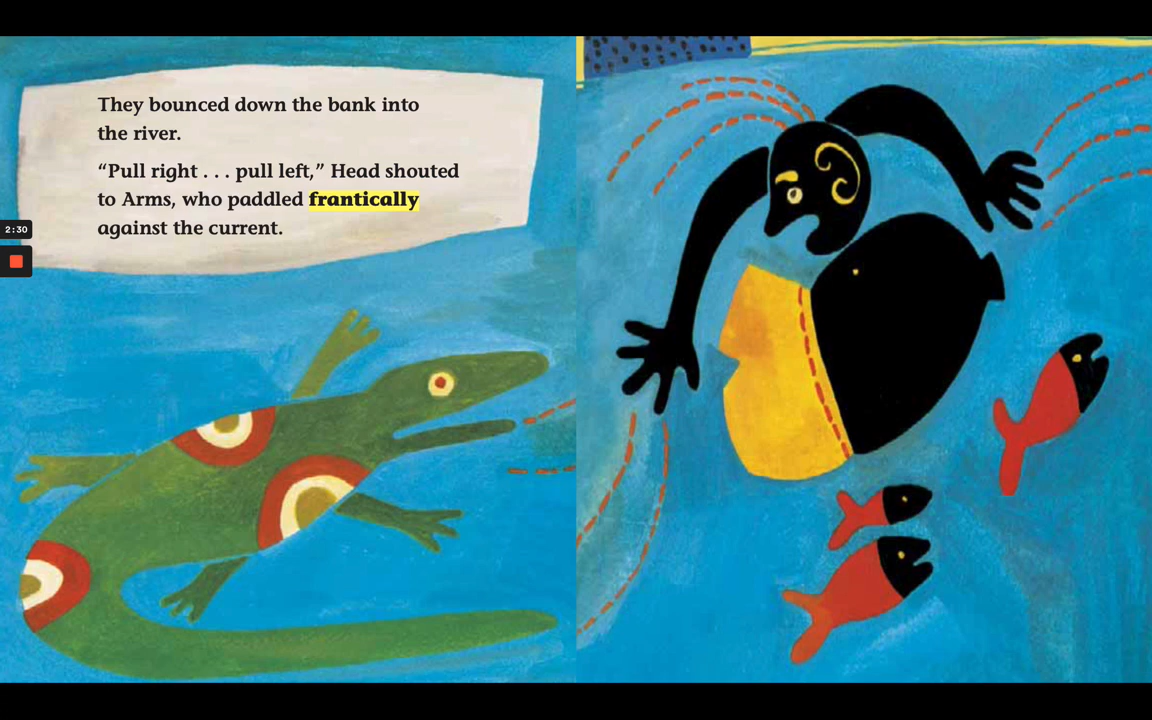 They bounced down the bank into
the river.
“Pull right . . . pull left,” Head shouted
to Arms, who paddled frantically
against the current.
2:30